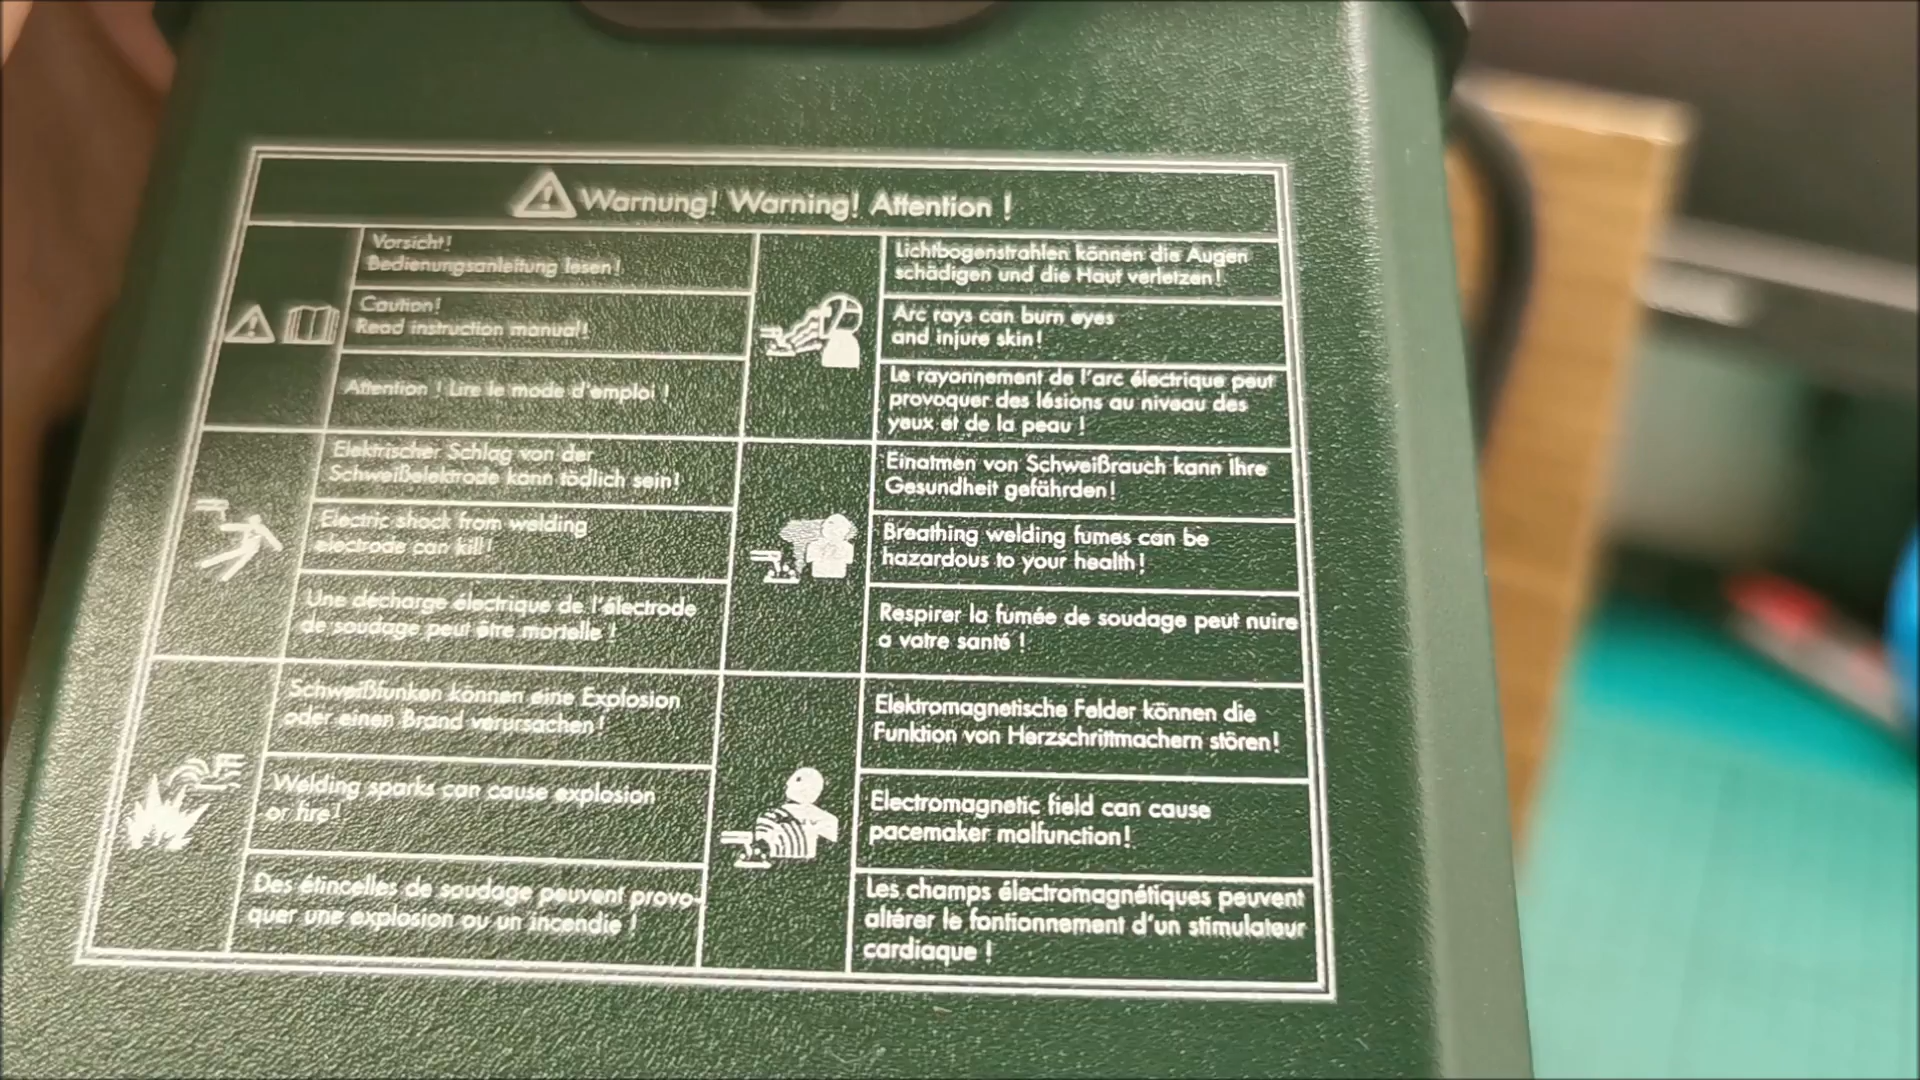 Warnung! Warning! Attention !
Vorsicht!
Bedienungsanleitung lesen!
Caution!
Read instruction manual!
Attention ! Lire le mode d'emploi !
Elektrischer Schlag von der
Schweißelektrode kann tödlich sein!
Electric shock from welding
electrode can kill!
Une décharge électrique de l'électrode
de soudage peut être mortelle !
Schweißfunken können eine Explosion
oder einen Brand verursachen!
Welding sparks can cause explosion
or fire!
Des étincelles de soudage peuvent provo-
quer une explosion ou un incendie !
Lichtbogenstrahlen können die Augen
schädigen und die Haut verletzen!
Arc rays can burn eyes
and injure skin!
Le rayonnement de l'arc électrique peut
provoquer des lésions au niveau des
yeux et de la peau !
Einatmen von Schweißrauch kann Ihre
Gesundheit gefährden!
Breathing welding fumes can be
hazardous to your health!
Respirer la fumée de soudage peut nuire
a votre santé !
Elektromagnetische Felder können die
Funktion von Herzschrittmachern stören!
Electromagnetic field can cause
pacemaker malfunction!
Les champs électromagnétiques peuvent
altérer le fontionnement d'un stimulateur
cardiaque !